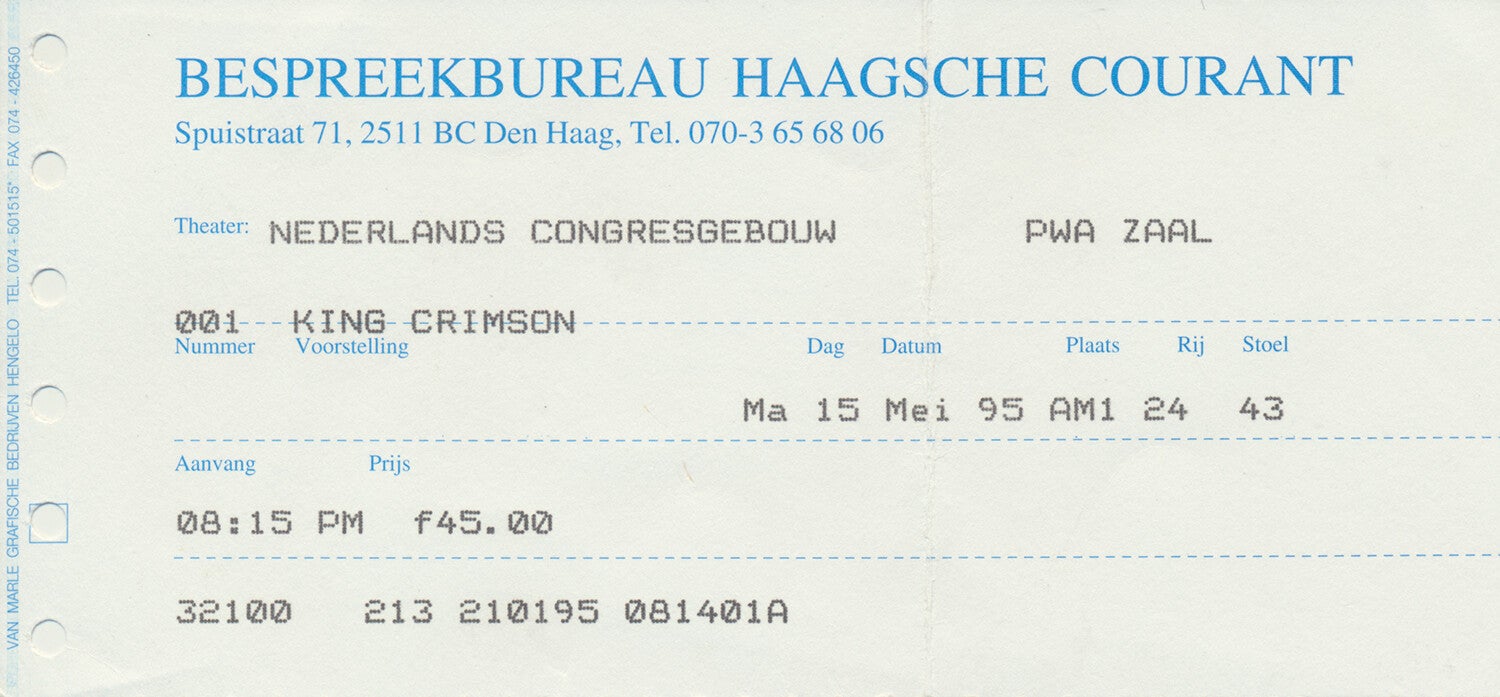 BESPREEKBUREAU HAAGSCHE COURANT
Spuistraat 71, 2511 BC Den Haag, Tel. 070-3 65 68 06
Theater: NEDERLANDS CONGRESGEBOUW PWA ZAAL
001 KING CRIMSON
Nummer Voorstelling Dag Datum Plaats Rij Stoel
Ma 15 Mei 95 AM1 24 43
Aanvang Prijs
08:15 PM f45.00
32100 213 210195 081401A
VAN MARLE GRAFISCHE BEDRIJVEN HENGELO TEL. 074 - 501515* FAX 074 - 426450